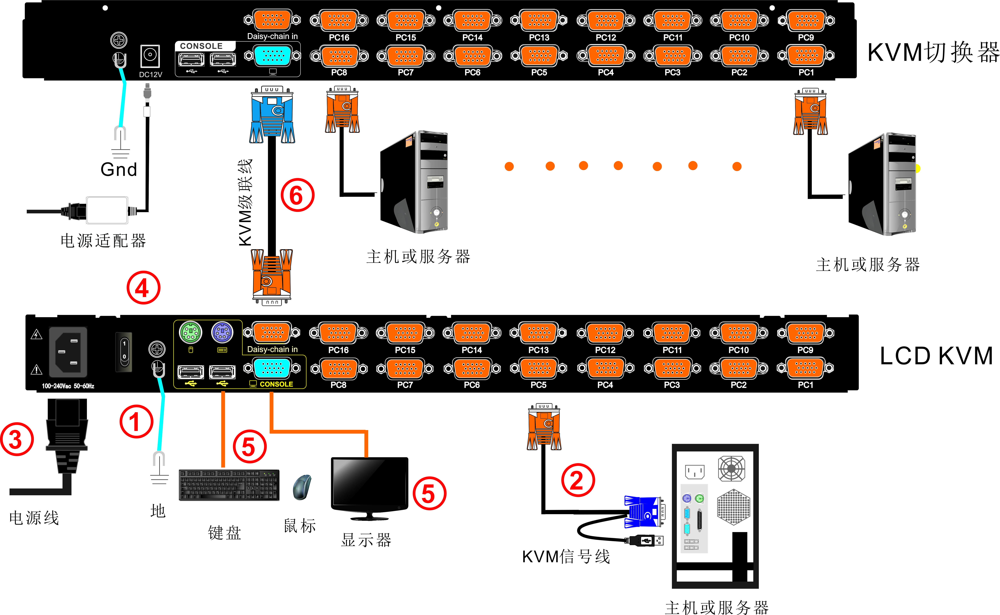 Daisy-chain in
PC16
PC15
PC14
PC13
PC12
PC11
PC10
PC9
CONSOLE
DC12V
PC8
PC7
PC6
PC5
PC4
PC3
PC2
PC1
KVM切换器
Gnd
电源适配器
KVM级联线
⑥
主机或服务器
主机或服务器
④
1
0
Daisy-chain in
PC16
PC15
PC14
PC13
PC12
PC11
PC10
PC9
LCD KVM
100-240Vac 50-60Hz
CONSOLE
PC8
PC7
PC6
PC5
PC4
PC3
PC2
PC1
③
①
⑤
⑤
②
电源线
地
键盘
鼠标
显示器
KVM信号线
主机或服务器